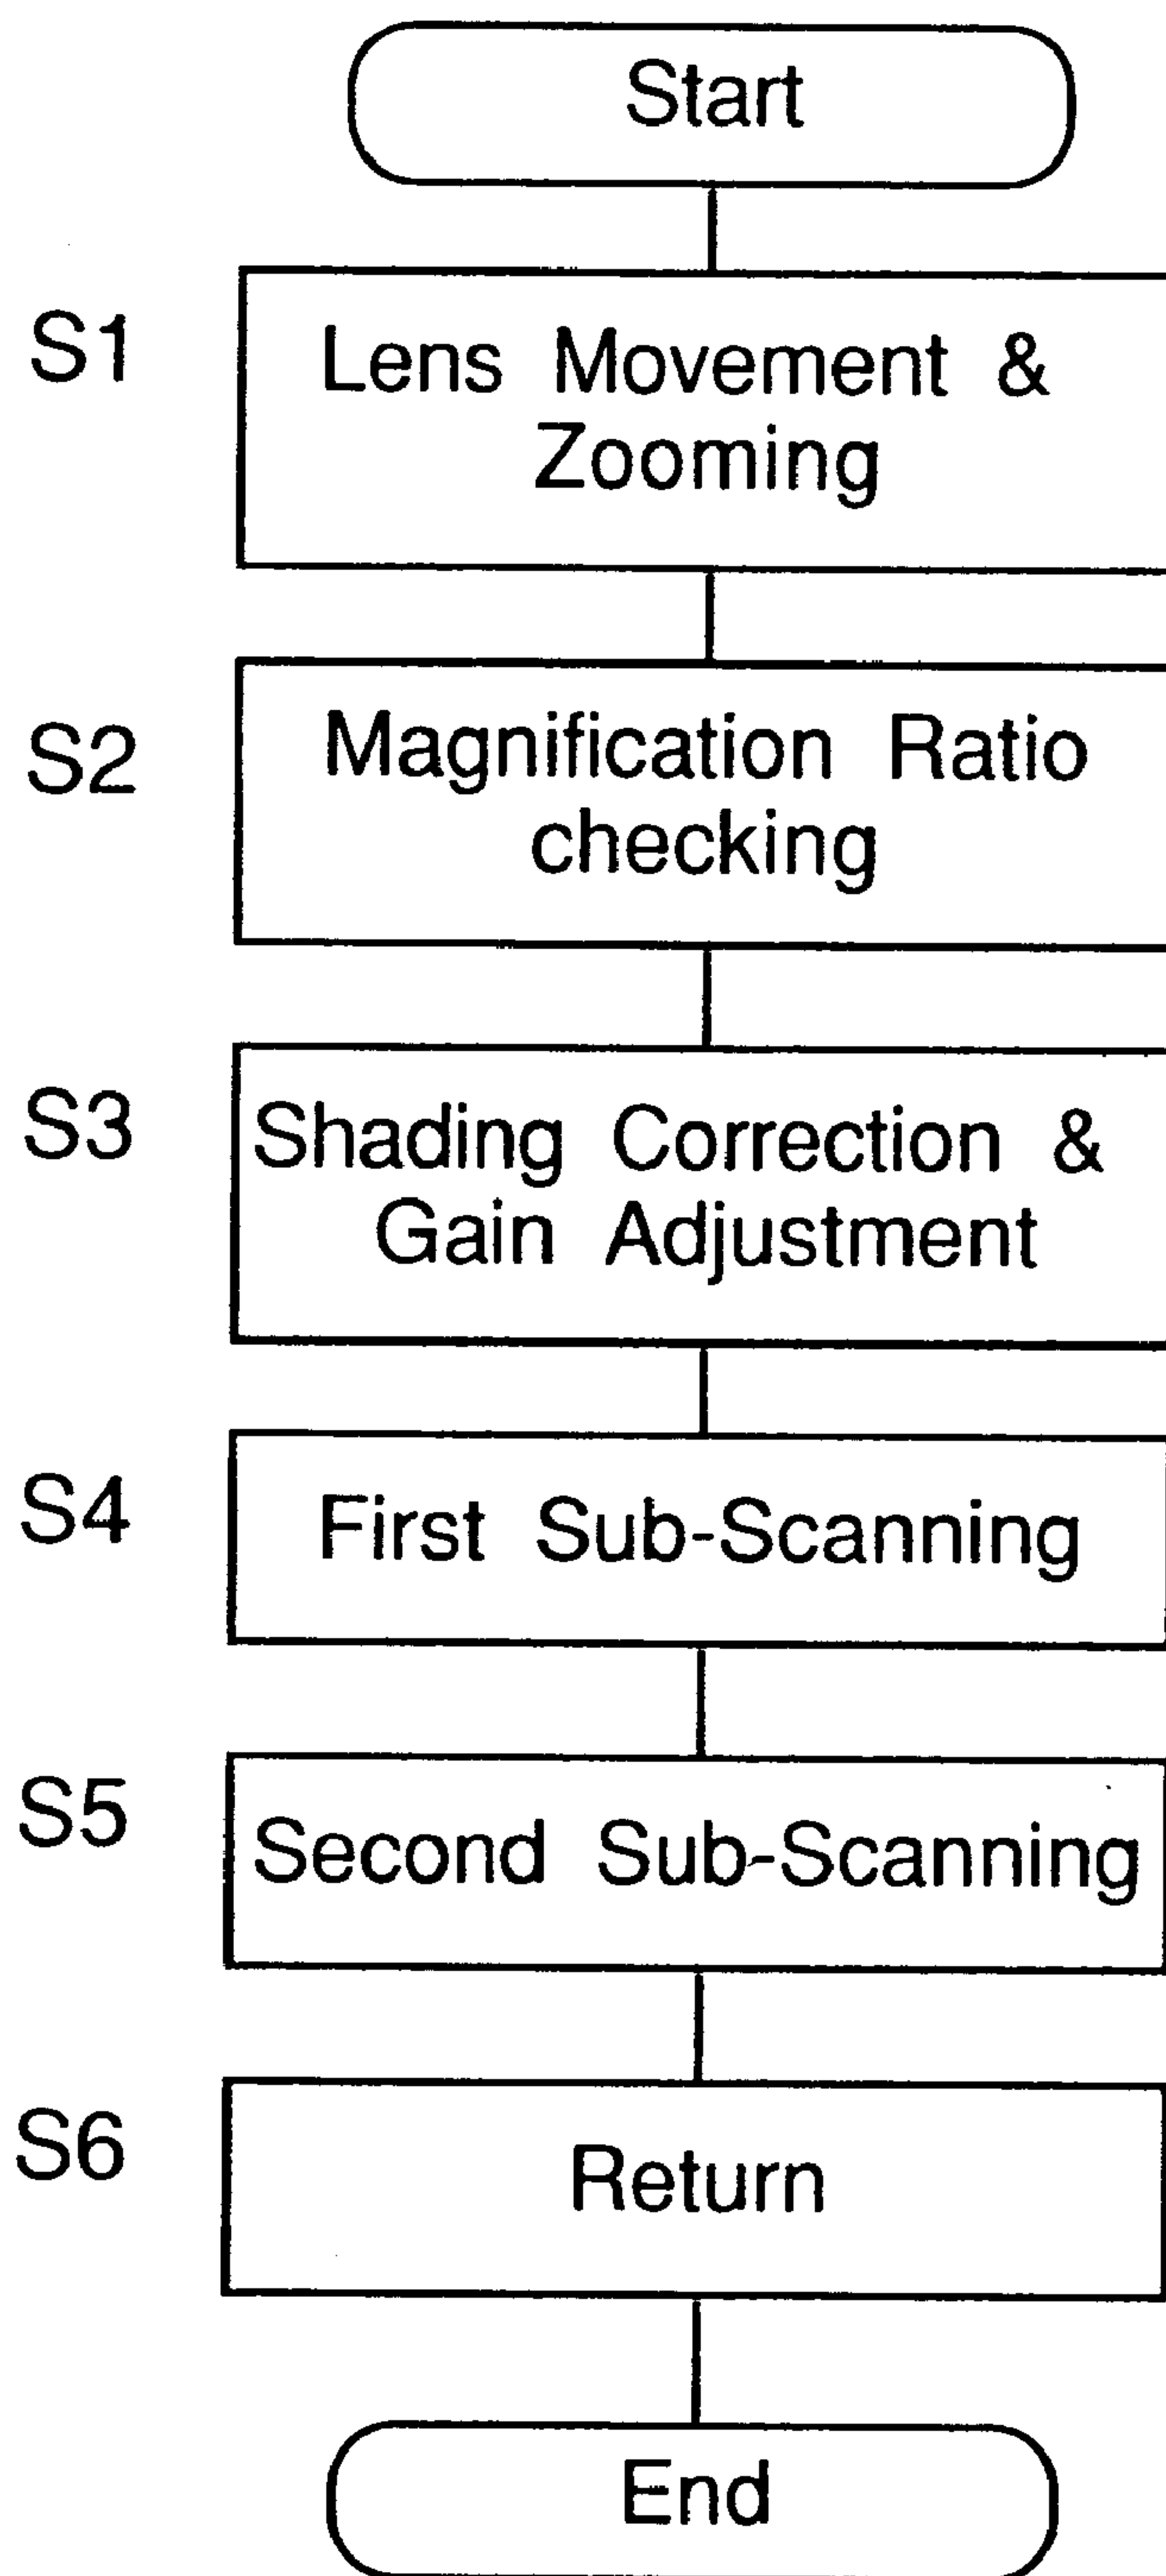 Start
S1
Lens Movement &
Zooming
S2
Magnification Ratio
checking
S3
Shading Correction &
Gain Adjustment
S4
First Sub-Scanning
S5
Second Sub-Scanning
S6
Return
End